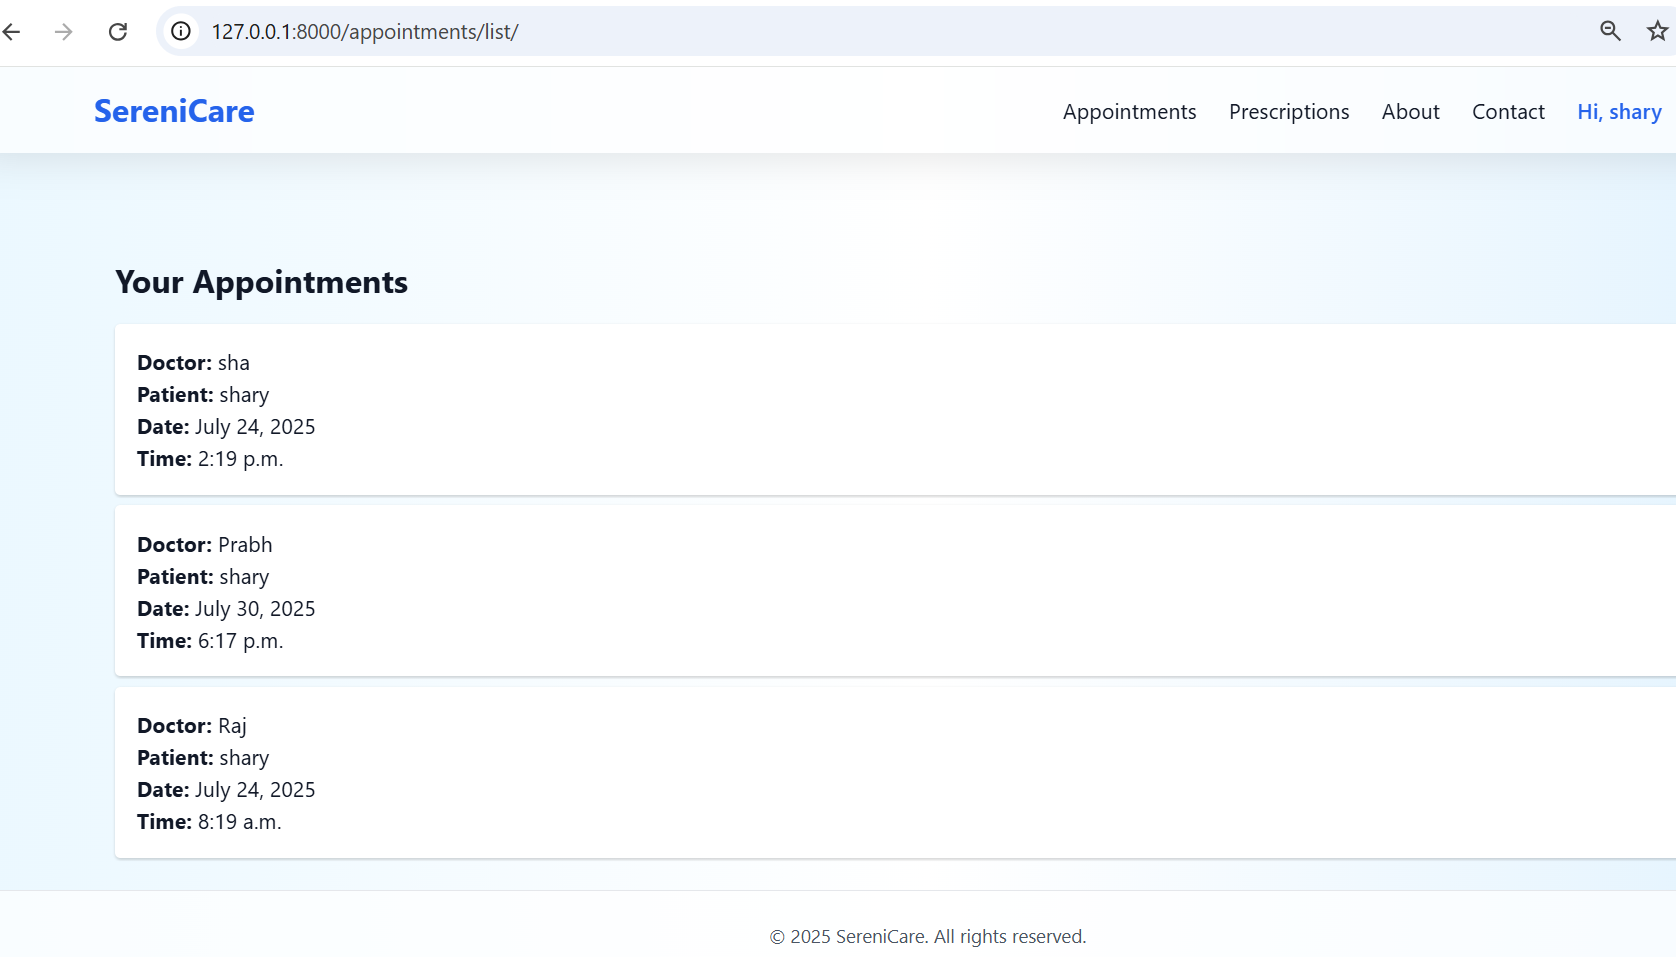 127.0.0.1:8000/appointments/list/
SereniCare
Appointments Prescriptions About Contact Hi, shary
Your Appointments
Doctor: sha
Patient: shary
Date: July 24, 2025
Time: 2:19 p.m.
Doctor: Prabh
Patient: shary
Date: July 30, 2025
Time: 6:17 p.m.
Doctor: Raj
Patient: shary
Date: July 24, 2025
Time: 8:19 a.m.
© 2025 SereniCare. All rights reserved.